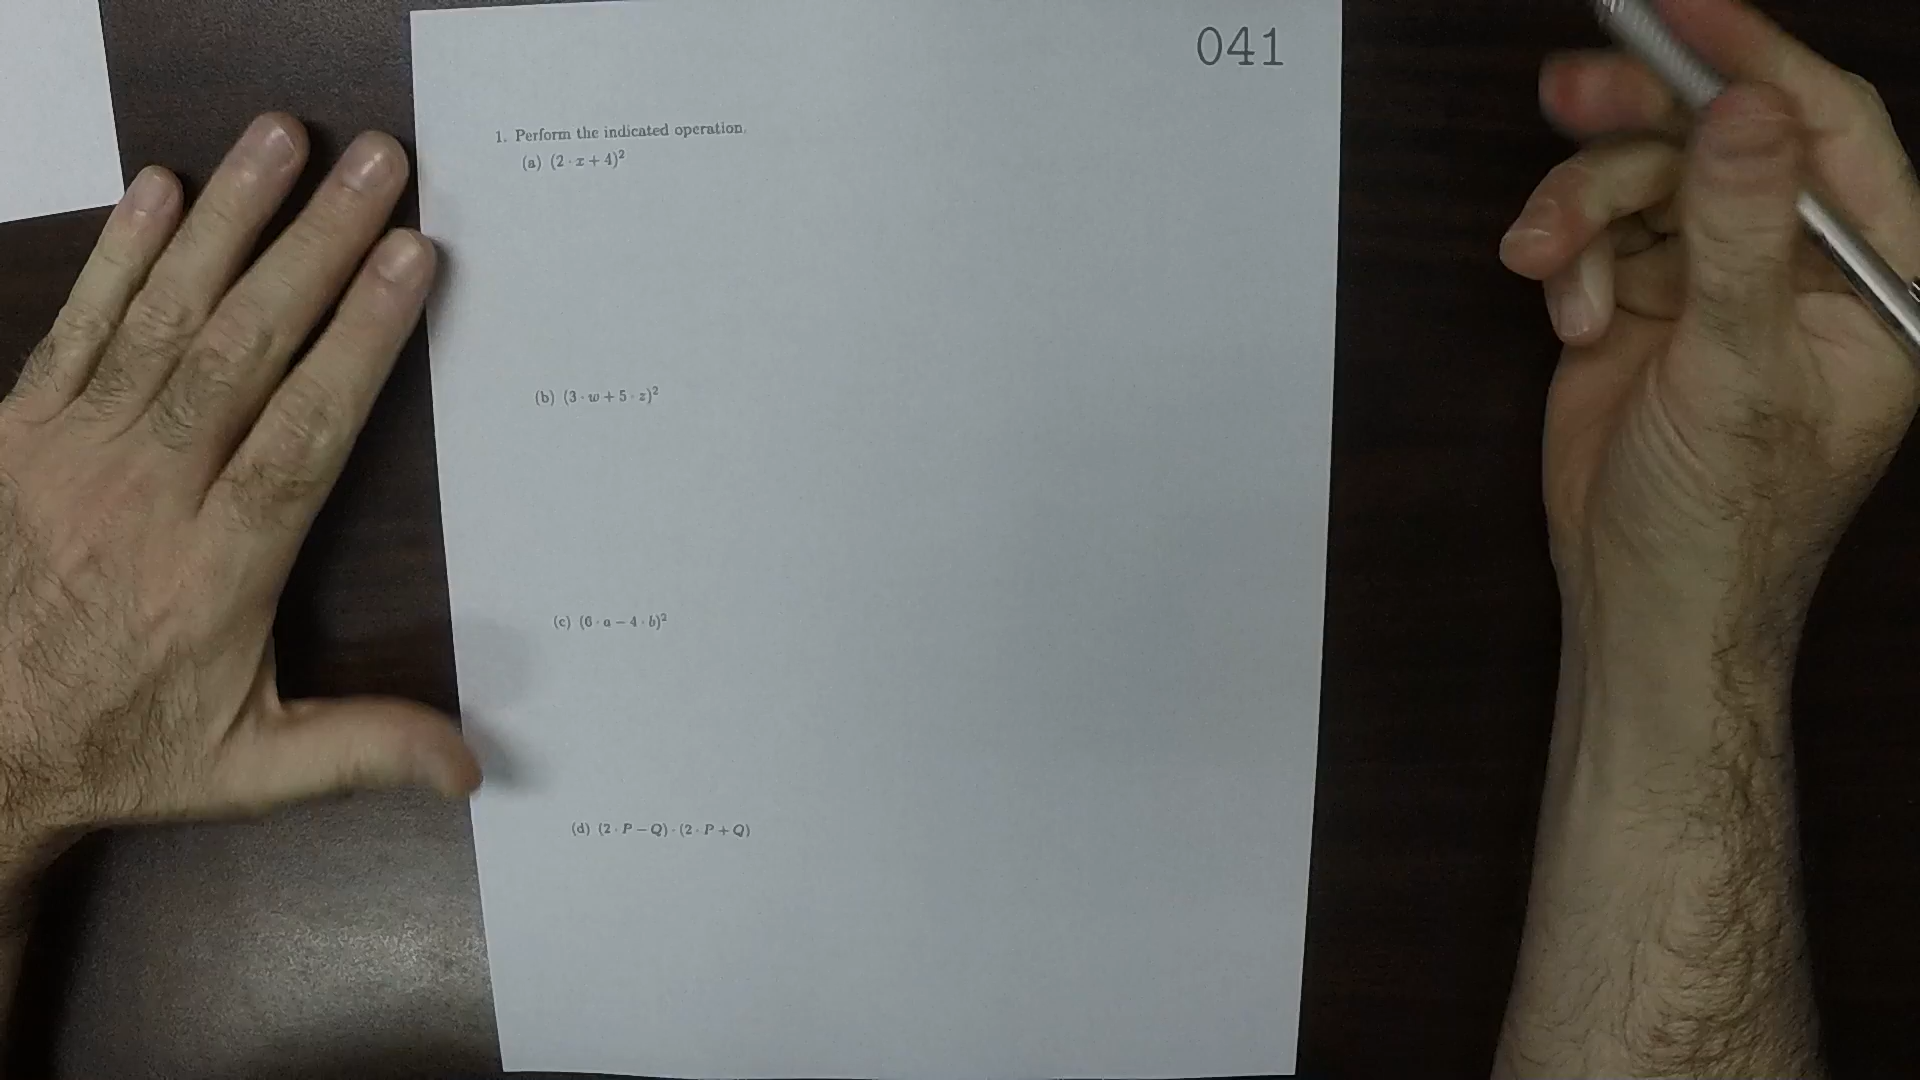 041
1. Perform the indicated operation.
(a) (2 · x + 4)²
(b) (3 · w + 5 · z)²
(c) (6 · a − 4 · b)²
(d) (2 · P − Q) · (2 · P + Q)